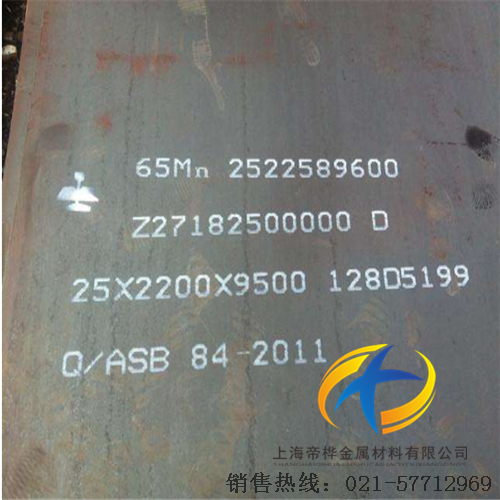 65Mn 2522589600
Z27182500000 D
25X2200X9500 128D5199
Q/ASB 84-2011
上海帝桦金属材料有限公司
销售热线: 021-57712969